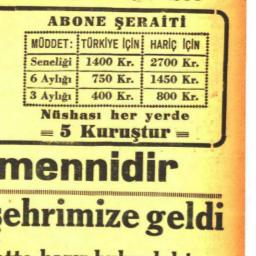 ABONE ŞERAİTİ
MÜDDET: TÜRKİYE İÇİN HARİÇ İÇİN
Seneliği 1400 Kr. 2700 Kr.
6 Aylığı 750 Kr. 1450 Kr.
3 Aylığı 400 Kr. 800 Kr.
Nüshası her yerde
= 5 Kuruştur =
mennidir
şehrimize geldi